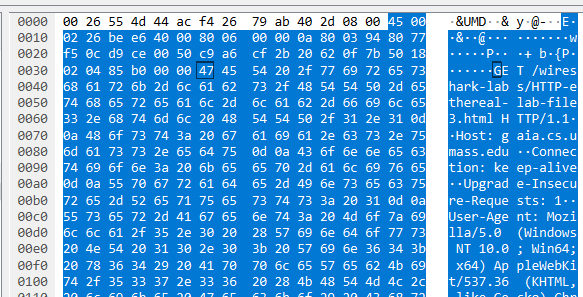 0000 00 26 55 4d 44 ac f4 26 79 ab 40 2d 08 00 45 00 ·&UMD··& y·@-··E·
0010 02 26 be e6 40 00 80 06 00 00 0a 80 03 94 80 77 ·&··@··· ·······w
0020 f5 0c d9 ce 00 50 c9 a6 cf 2b 20 62 0f 7b 50 18 ·····P·· ·+ b·{P·
0030 02 04 85 b0 00 00 47 45 54 20 2f 77 69 72 65 73 ······GE T /wires
0040 68 61 72 6b 2d 6c 61 62 73 2f 48 54 54 50 2d 65 hark-lab s/HTTP-e
0050 74 68 65 72 65 61 6c 2d 6c 61 62 2d 66 69 6c 65 thereal- lab-file
0060 33 2e 68 74 6d 6c 20 48 54 54 50 2f 31 2e 31 0d 3.html H TTP/1.1·
0070 0a 48 6f 73 74 3a 20 67 61 69 61 2e 63 73 2e 75 ·Host: g aia.cs.u
0080 6d 61 73 73 2e 65 64 75 0d 0a 43 6f 6e 6e 65 63 mass.edu ··Connec
0090 74 69 6f 6e 3a 20 6b 65 65 70 2d 61 6c 69 76 65 tion: ke ep-alive
00a0 0d 0a 55 70 67 72 61 64 65 2d 49 6e 73 65 63 75 ··Upgrad e-Insecu
00b0 72 65 2d 52 65 71 75 65 73 74 73 3a 20 31 0d 0a re-Reque sts: 1··
00c0 55 73 65 72 2d 41 67 65 6e 74 3a 20 4d 6f 7a 69 User-Age nt: Mozi
00d0 6c 6c 61 2f 35 2e 30 20 28 57 69 6e 64 6f 77 73 lla/5.0 (Windows
00e0 20 4e 54 20 31 30 2e 30 3b 20 57 69 6e 36 34 3b NT 10.0 ; Win64;
00f0 20 78 36 34 29 20 41 70 70 6c 65 57 65 62 4b 69 x64) Ap pleWebKi
0100 74 2f 35 33 37 2e 33 36 20 28 4b 48 54 4d 4c 2c t/537.36 (KHTML,